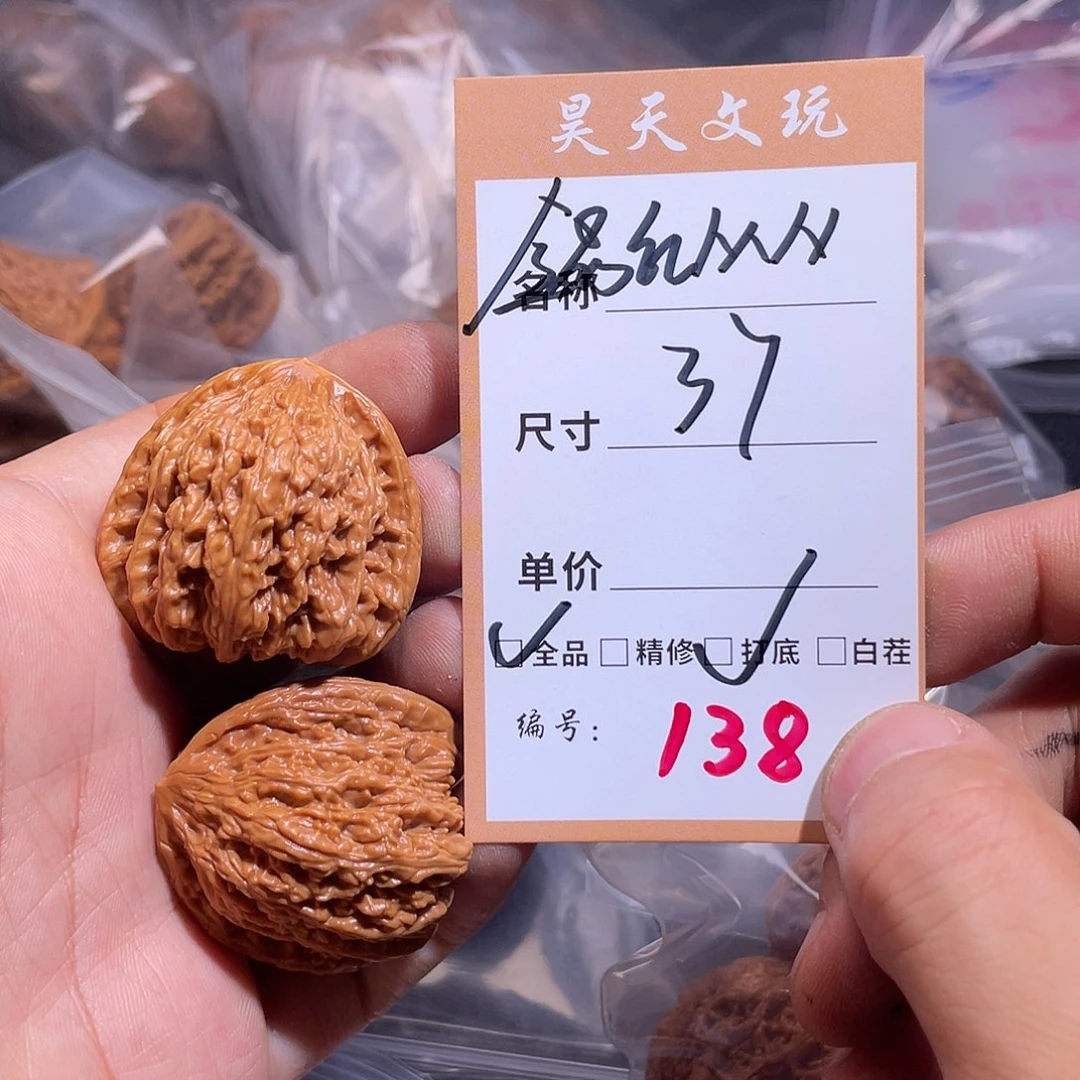 昊天文玩
名称
尺寸 37
单价
全品 精修 打底 白茬
编号： 138